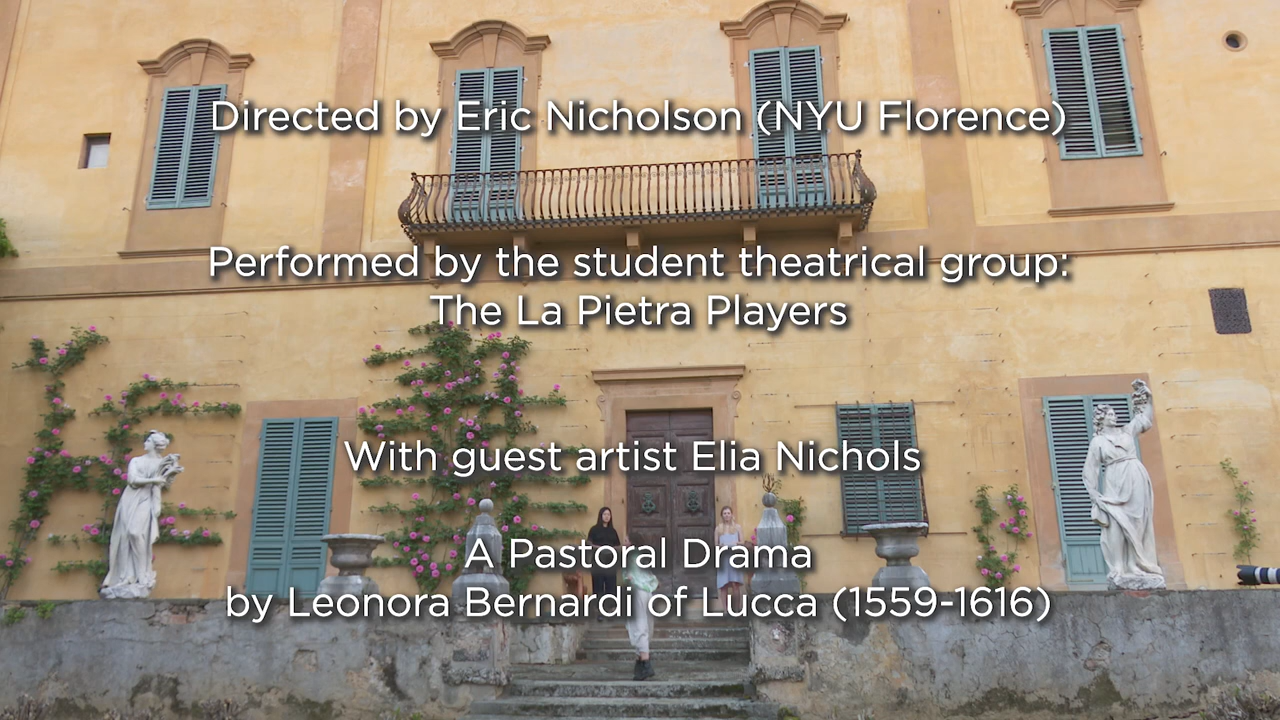 Directed by Eric Nicholson (NYU Florence)
Performed by the student theatrical group:
The La Pietra Players
With guest artist Elia Nichols
A Pastoral Drama
by Leonora Bernardi of Lucca (1559-1616)